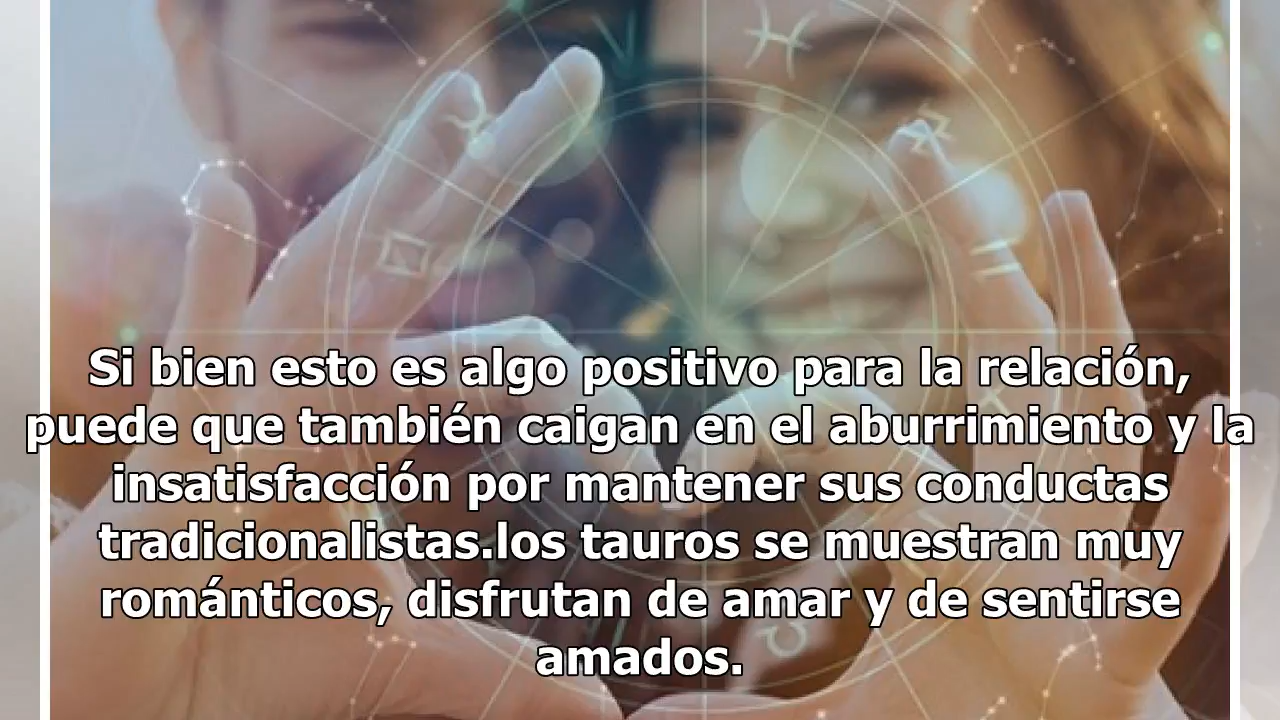 Si bien esto es algo positivo para la relación,
puede que también caigan en el aburrimiento y la
insatisfacción por mantener sus conductas
tradicionalistas.los tauros se muestran muy
románticos, disfrutan de amar y de sentirse
amados.